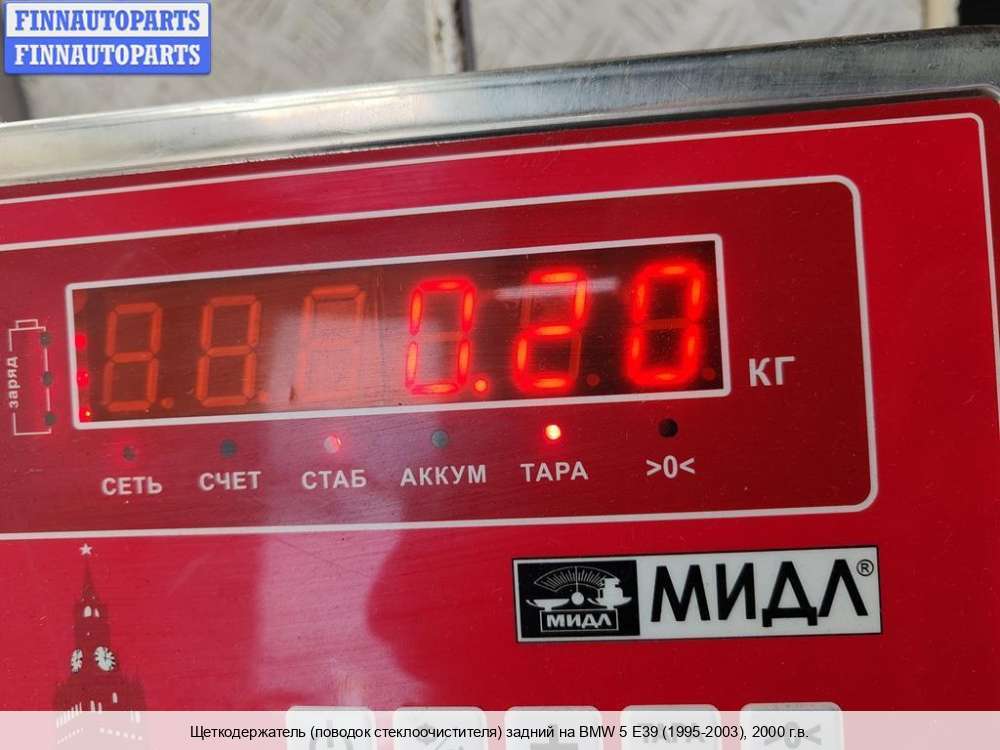 FINNAUTOPARTS
FINNAUTOPARTS
заряд
0.20
КГ
СЕТЬ СЧЕТ СТАБ АККУМ ТАРА >0<
МИДЛ
МИДЛ®
Щеткодержатель (поводок стеклоочистителя) задний на BMW 5 E39 (1995-2003), 2000 г.в.